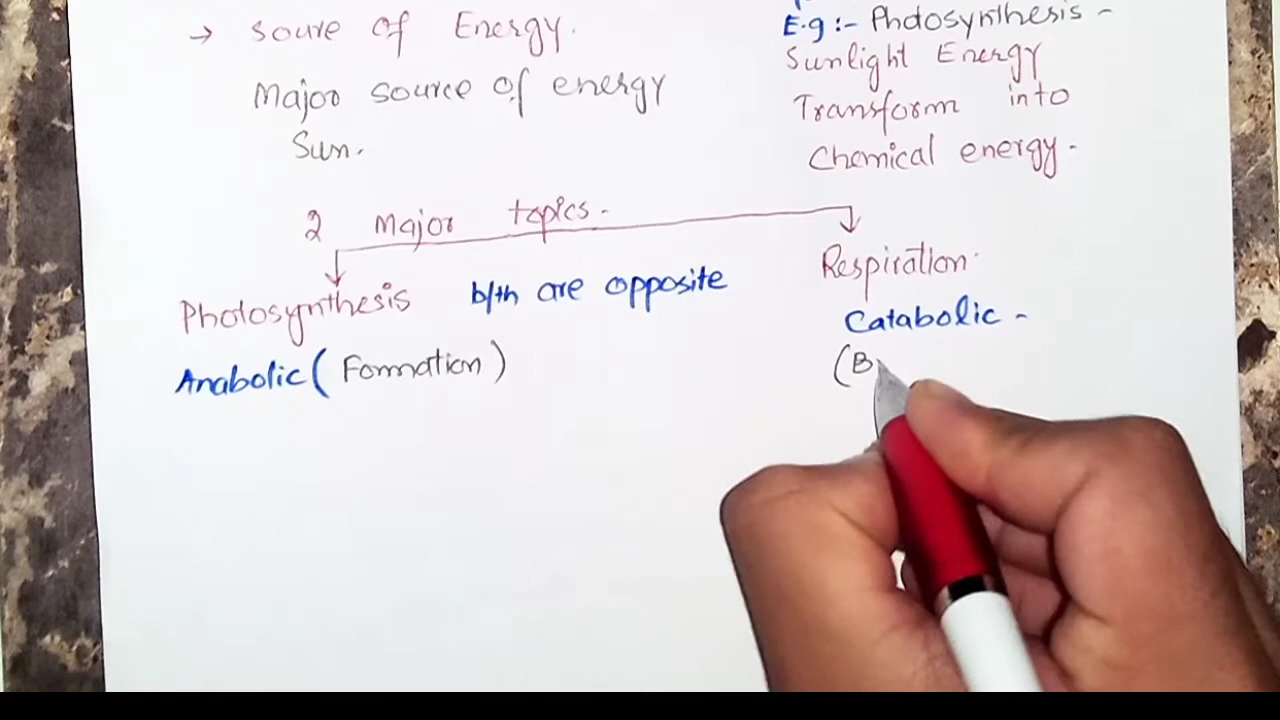 → Soure of Energy.
Major source of energy
Sun.
E.g :- Photosynthesis -
Sunlight Energy
Transform into
Chemical energy.
2 Major topics.
Photosynthesis b/th are opposite Respiration.
Anabolic ( Formation )
Catabolic -
(B